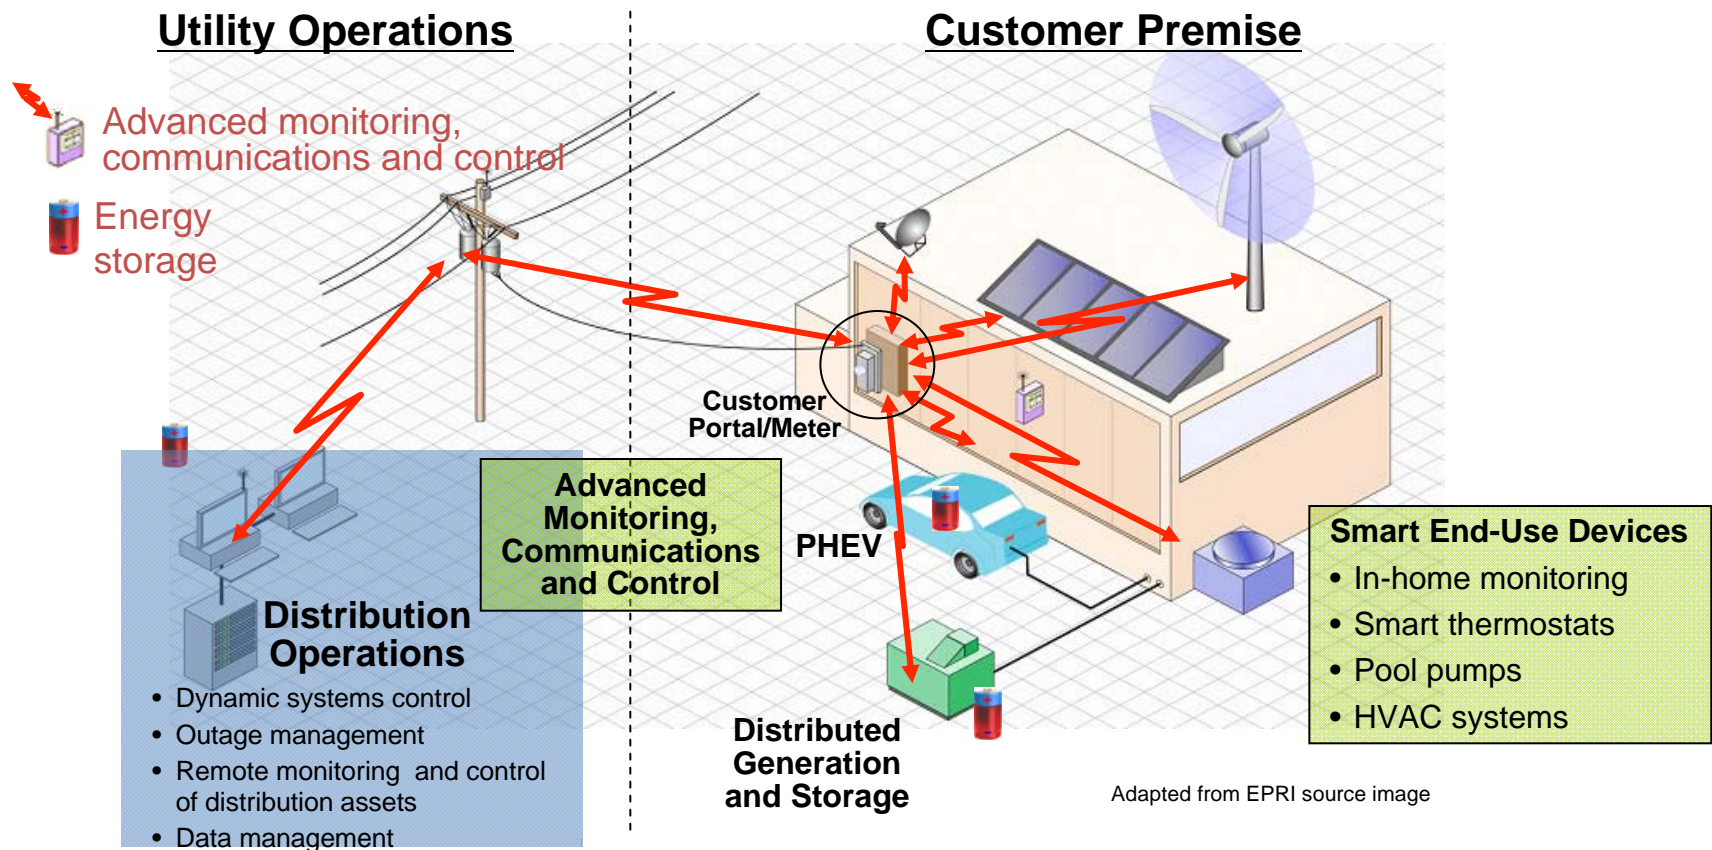 Utility Operations
Customer Premise
Advanced monitoring,
communications and control
Energy
storage
Customer
Portal/Meter
Advanced
Monitoring,
Communications
and Control
PHEV
Smart End-Use Devices
• In-home monitoring
• Smart thermostats
• Pool pumps
• HVAC systems
Distribution
Operations
• Dynamic systems control
• Outage management
• Remote monitoring and control
of distribution assets
• Data management
Distributed
Generation
and Storage
Adapted from EPRI source image